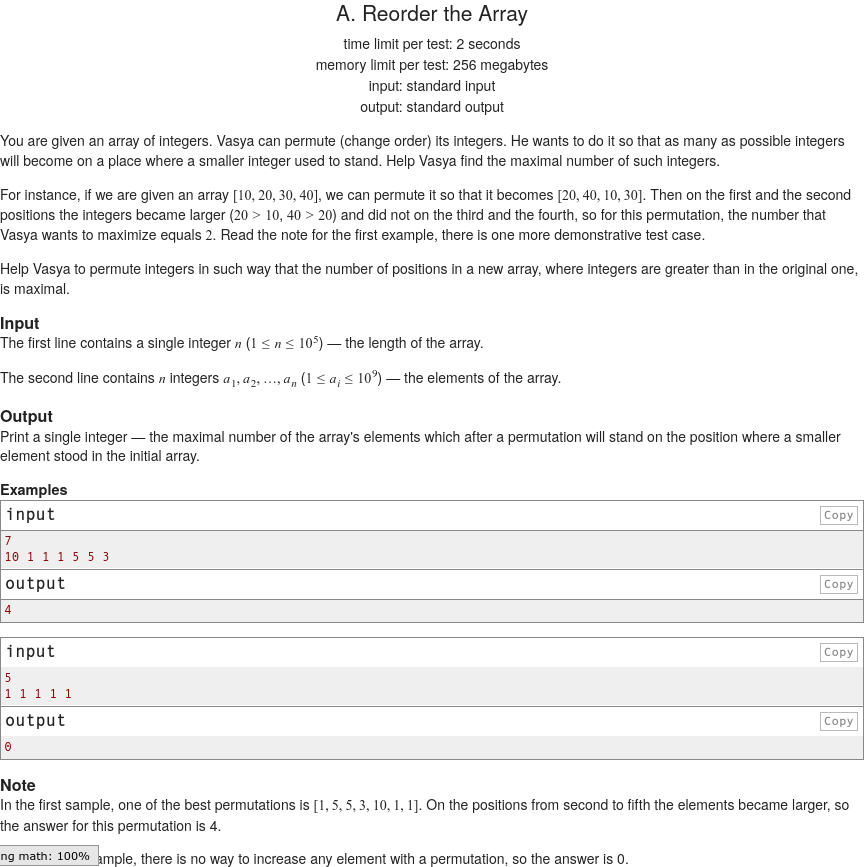 A. Reorder the Array
time limit per test: 2 seconds
memory limit per test: 256 megabytes
input: standard input
output: standard output
You are given an array of integers. Vasya can permute (change order) its integers. He wants to do it so that as many as possible integers
will become on a place where a smaller integer used to stand. Help Vasya find the maximal number of such integers.
For instance, if we are given an array [10, 20, 30, 40], we can permute it so that it becomes [20, 40, 10, 30]. Then on the first and the second
positions the integers became larger (20 > 10, 40 > 20) and did not on the third and the fourth, so for this permutation, the number that
Vasya wants to maximize equals 2. Read the note for the first example, there is one more demonstrative test case.
Help Vasya to permute integers in such way that the number of positions in a new array, where integers are greater than in the original one,
is maximal.
Input
The first line contains a single integer n (1 ≤ n ≤ 10⁵) — the length of the array.
The second line contains n integers a₁, a₂, …, aₙ (1 ≤ aᵢ ≤ 10⁹) — the elements of the array.
Output
Print a single integer — the maximal number of the array's elements which after a permutation will stand on the position where a smaller
element stood in the initial array.
Examples
input Copy
7
10 1 1 1 5 5 3
output Copy
4
input Copy
5
1 1 1 1 1
output Copy
0
Note
In the first sample, one of the best permutations is [1, 5, 5, 3, 10, 1, 1]. On the positions from second to fifth the elements became larger, so
the answer for this permutation is 4.
ng math: 100% ample, there is no way to increase any element with a permutation, so the answer is 0.